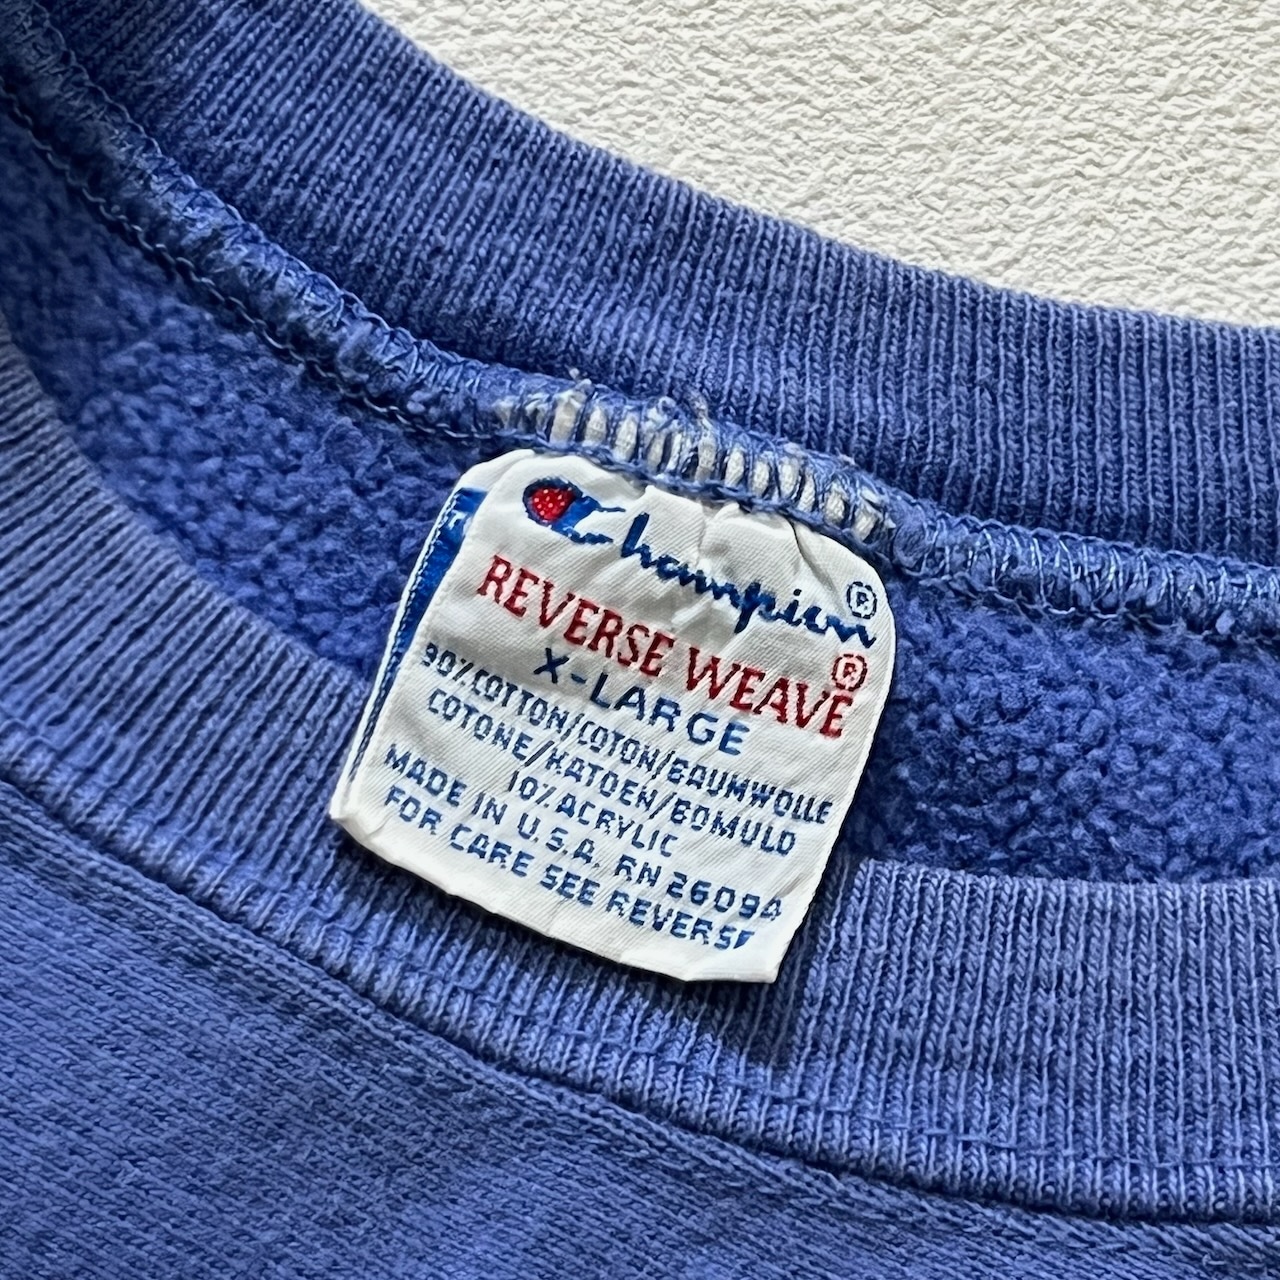 Champion®
REVERSE WEAVE®
X-LARGE
90% COTTON/COTON/BAUMWOLLE
COTONE/KATOEN/BOMULD
10% ACRYLIC
MADE IN U.S.A. RN 26094
FOR CARE SEE REVERSE